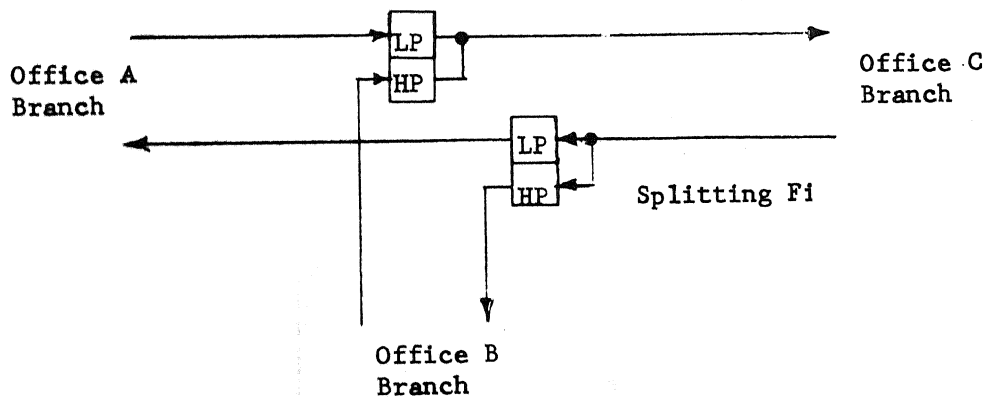 LP
HP
Office A
Branch
Office C
Branch
LP
HP
Splitting Fi
Office B
Branch